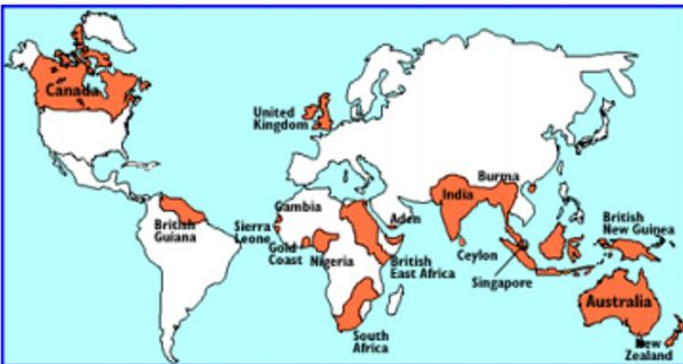 Canada
United
Kingdom
British
Guiana
Gambia
Sierra
Leone
Gold
Coast
Nigeria
Aden
British
East Africa
South
Africa
Burma
India
Ceylon
Singapore
British
New Guinea
Australia
New
Zealand